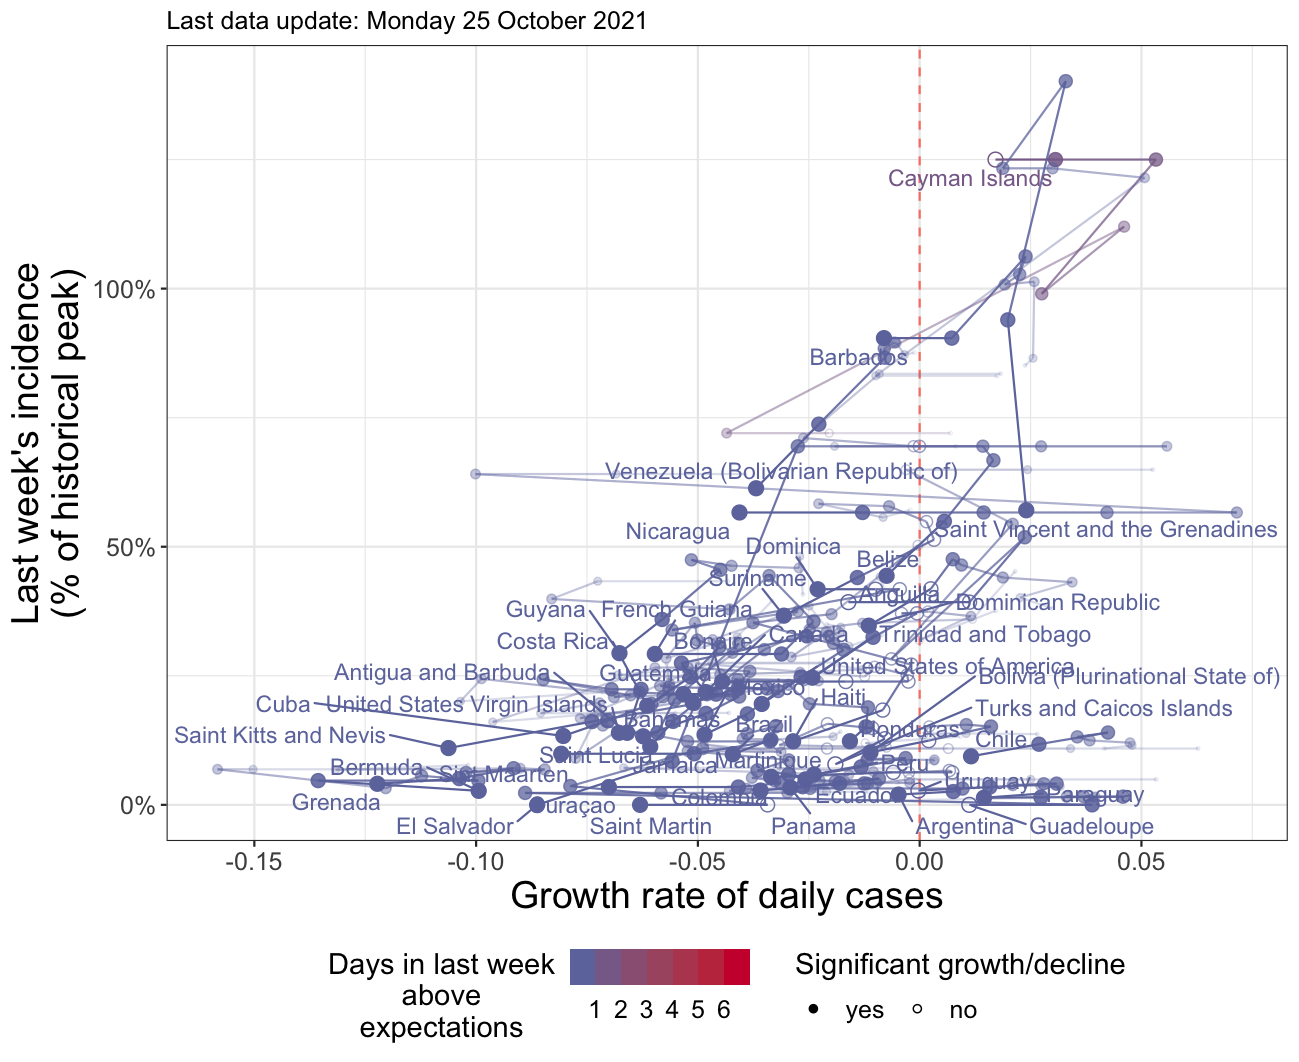 Last data update: Monday 25 October 2021
Last week's incidence
(% of historical peak)
100%
50%
0%
Cayman Islands
Barbados
Venezuela (Bolivarian Republic of)
Nicaragua
Saint Vincent and the Grenadines
Dominica
Belize
Suriname
Anguilla
Dominican Republic
Guyana
French Guiana
Costa Rica
Bonaire
Canada
Trinidad and Tobago
Antigua and Barbuda
Guatemala
United States of America
Bolivia (Plurinational State of)
Mexico
Haiti
Cuba
United States Virgin Islands
Turks and Caicos Islands
Bahamas
Brazil
Honduras
Saint Kitts and Nevis
Chile
Saint Lucia
Jamaica
Martinique
Peru
Bermuda
Sint Maarten
Uruguay
Grenada
Curaçao
Colombia
Ecuador
Paraguay
El Salvador
Saint Martin
Panama
Argentina
Guadeloupe
-0.15
-0.10
-0.05
0.00
0.05
Growth rate of daily cases
Days in last week
above
expectations
1 2 3 4 5 6
Significant growth/decline
yes
no